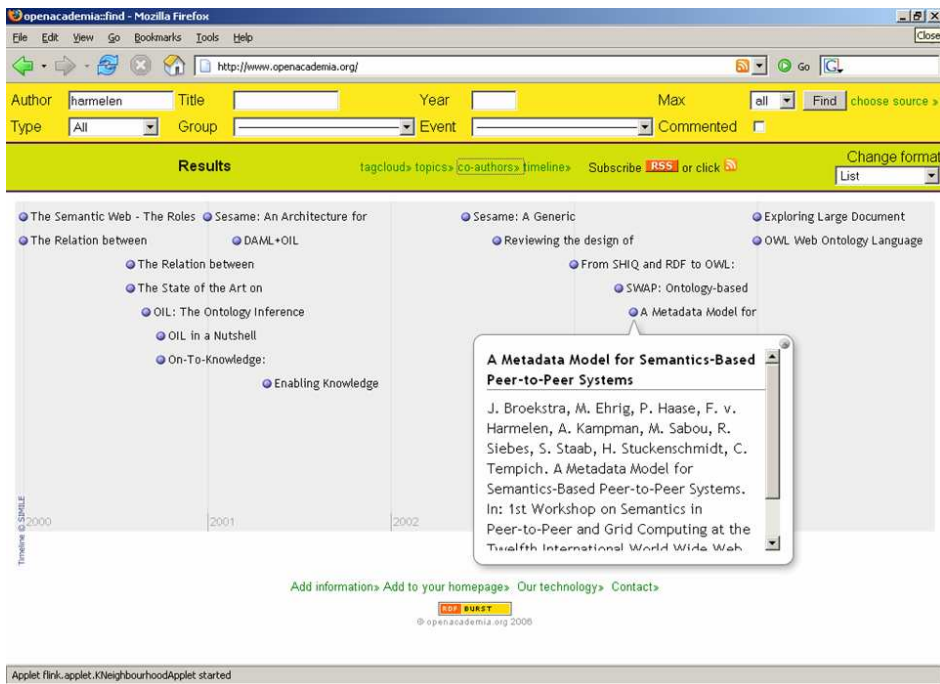 openacademia::find - Mozilla Firefox
File Edit View Go Bookmarks Tools Help
Close
http://www.openacademia.org/ Go
Author harmelen Title Year Max all Find choose source »
Type All Group Event Commented
Results tagcloud» topics» co-authors» timeline» Subscribe RSS or click Change format
List
The Semantic Web - The Roles Sesame: An Architecture for Sesame: A Generic Exploring Large Document
The Relation between DAML+OIL Reviewing the design of OWL Web Ontology Language
The Relation between From SHIQ and RDF to OWL:
The State of the Art on SWAP: Ontology-based
OIL: The Ontology Inference A Metadata Model for
OIL in a Nutshell
On-To-Knowledge:
Enabling Knowledge
A Metadata Model for Semantics-Based
Peer-to-Peer Systems
J. Broekstra, M. Ehrig, P. Haase, F. v.
Harmelen, A. Kampman, M. Sabou, R.
Siebes, S. Staab, H. Stuckenschmidt, C.
Tempich. A Metadata Model for
Semantics-Based Peer-to-Peer Systems.
In: 1st Workshop on Semantics in
Peer-to-Peer and Grid Computing at the
Twelfth International World Wide Web
2000 2001 2002
Timeline © SIMILE
Add information» Add to your homepage» Our technology» Contact»
RDF BURST
© openacademia.org 2006
Applet flink.applet.KNeighbourhoodApplet started